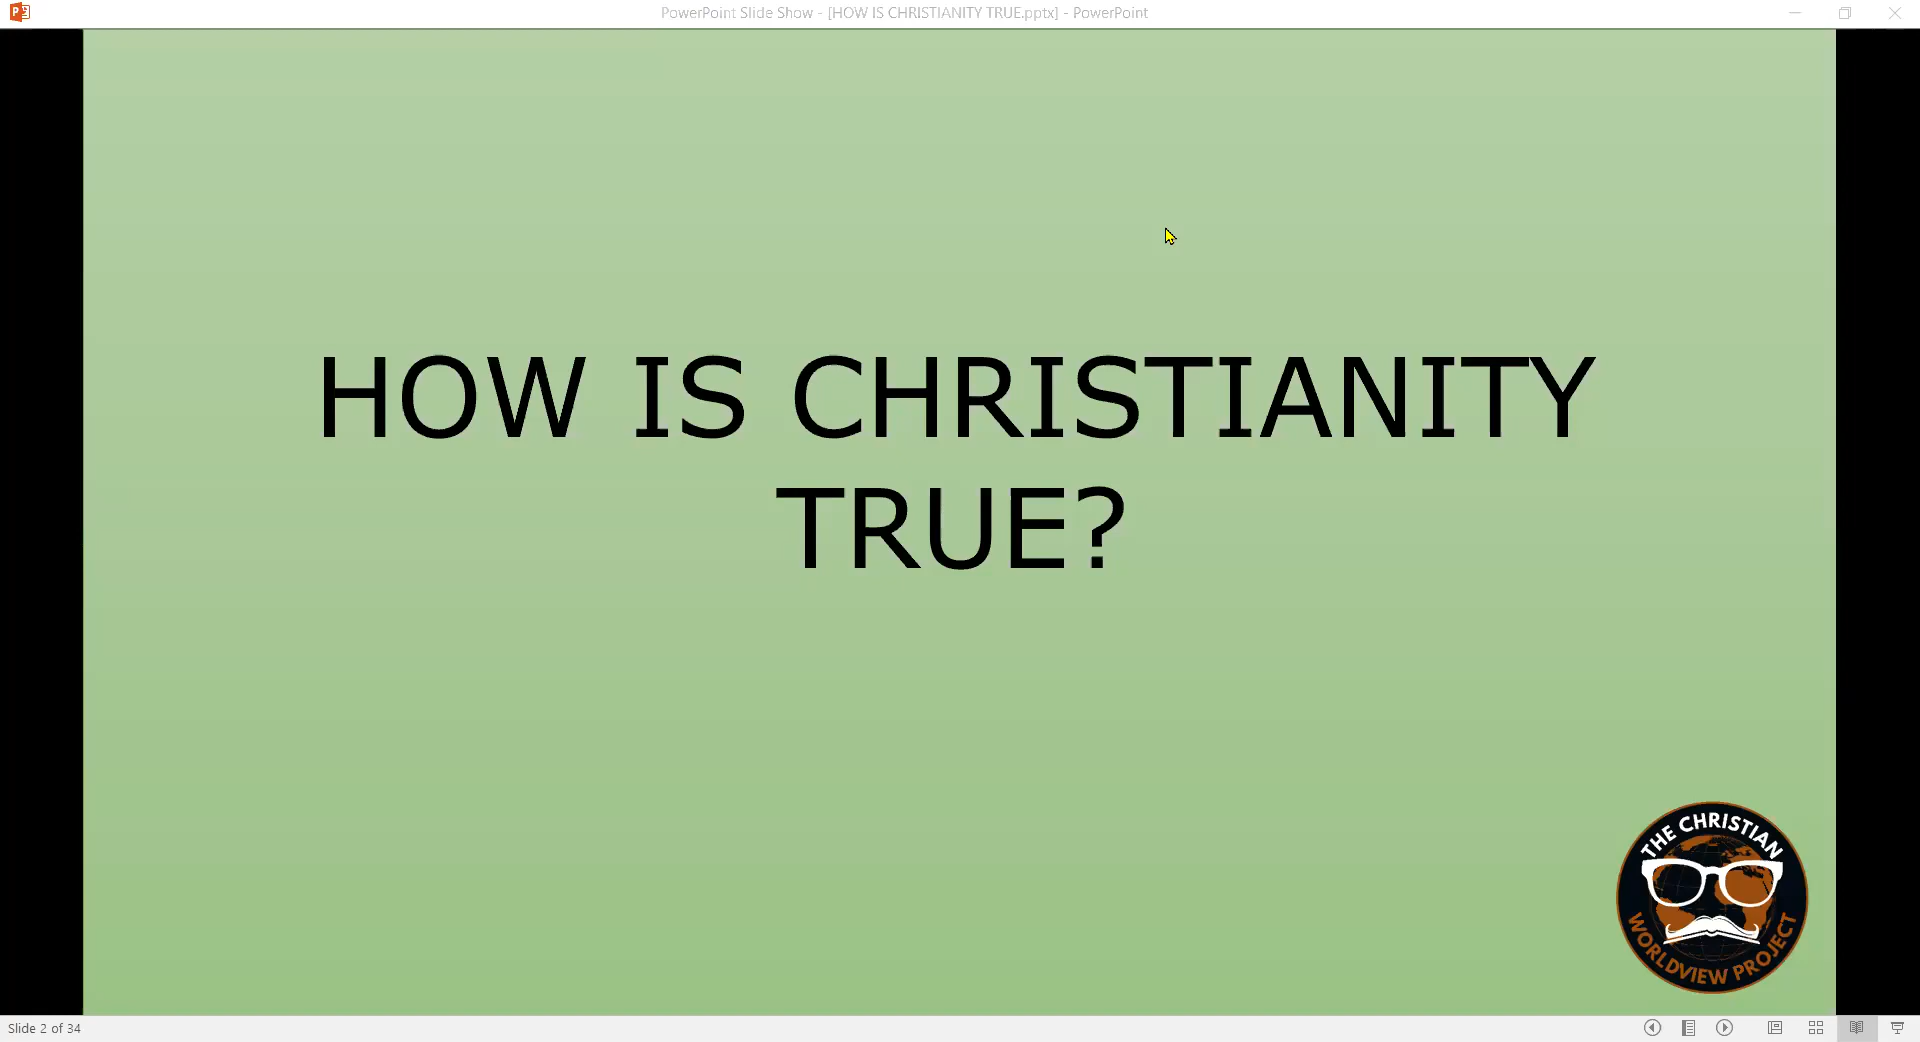 PowerPoint Slide Show - [HOW IS CHRISTIANITY TRUE.pptx] - PowerPoint
HOW IS CHRISTIANITY
TRUE?
THE CHRISTIAN
WORLDVIEW PROJECT
Slide 2 of 34